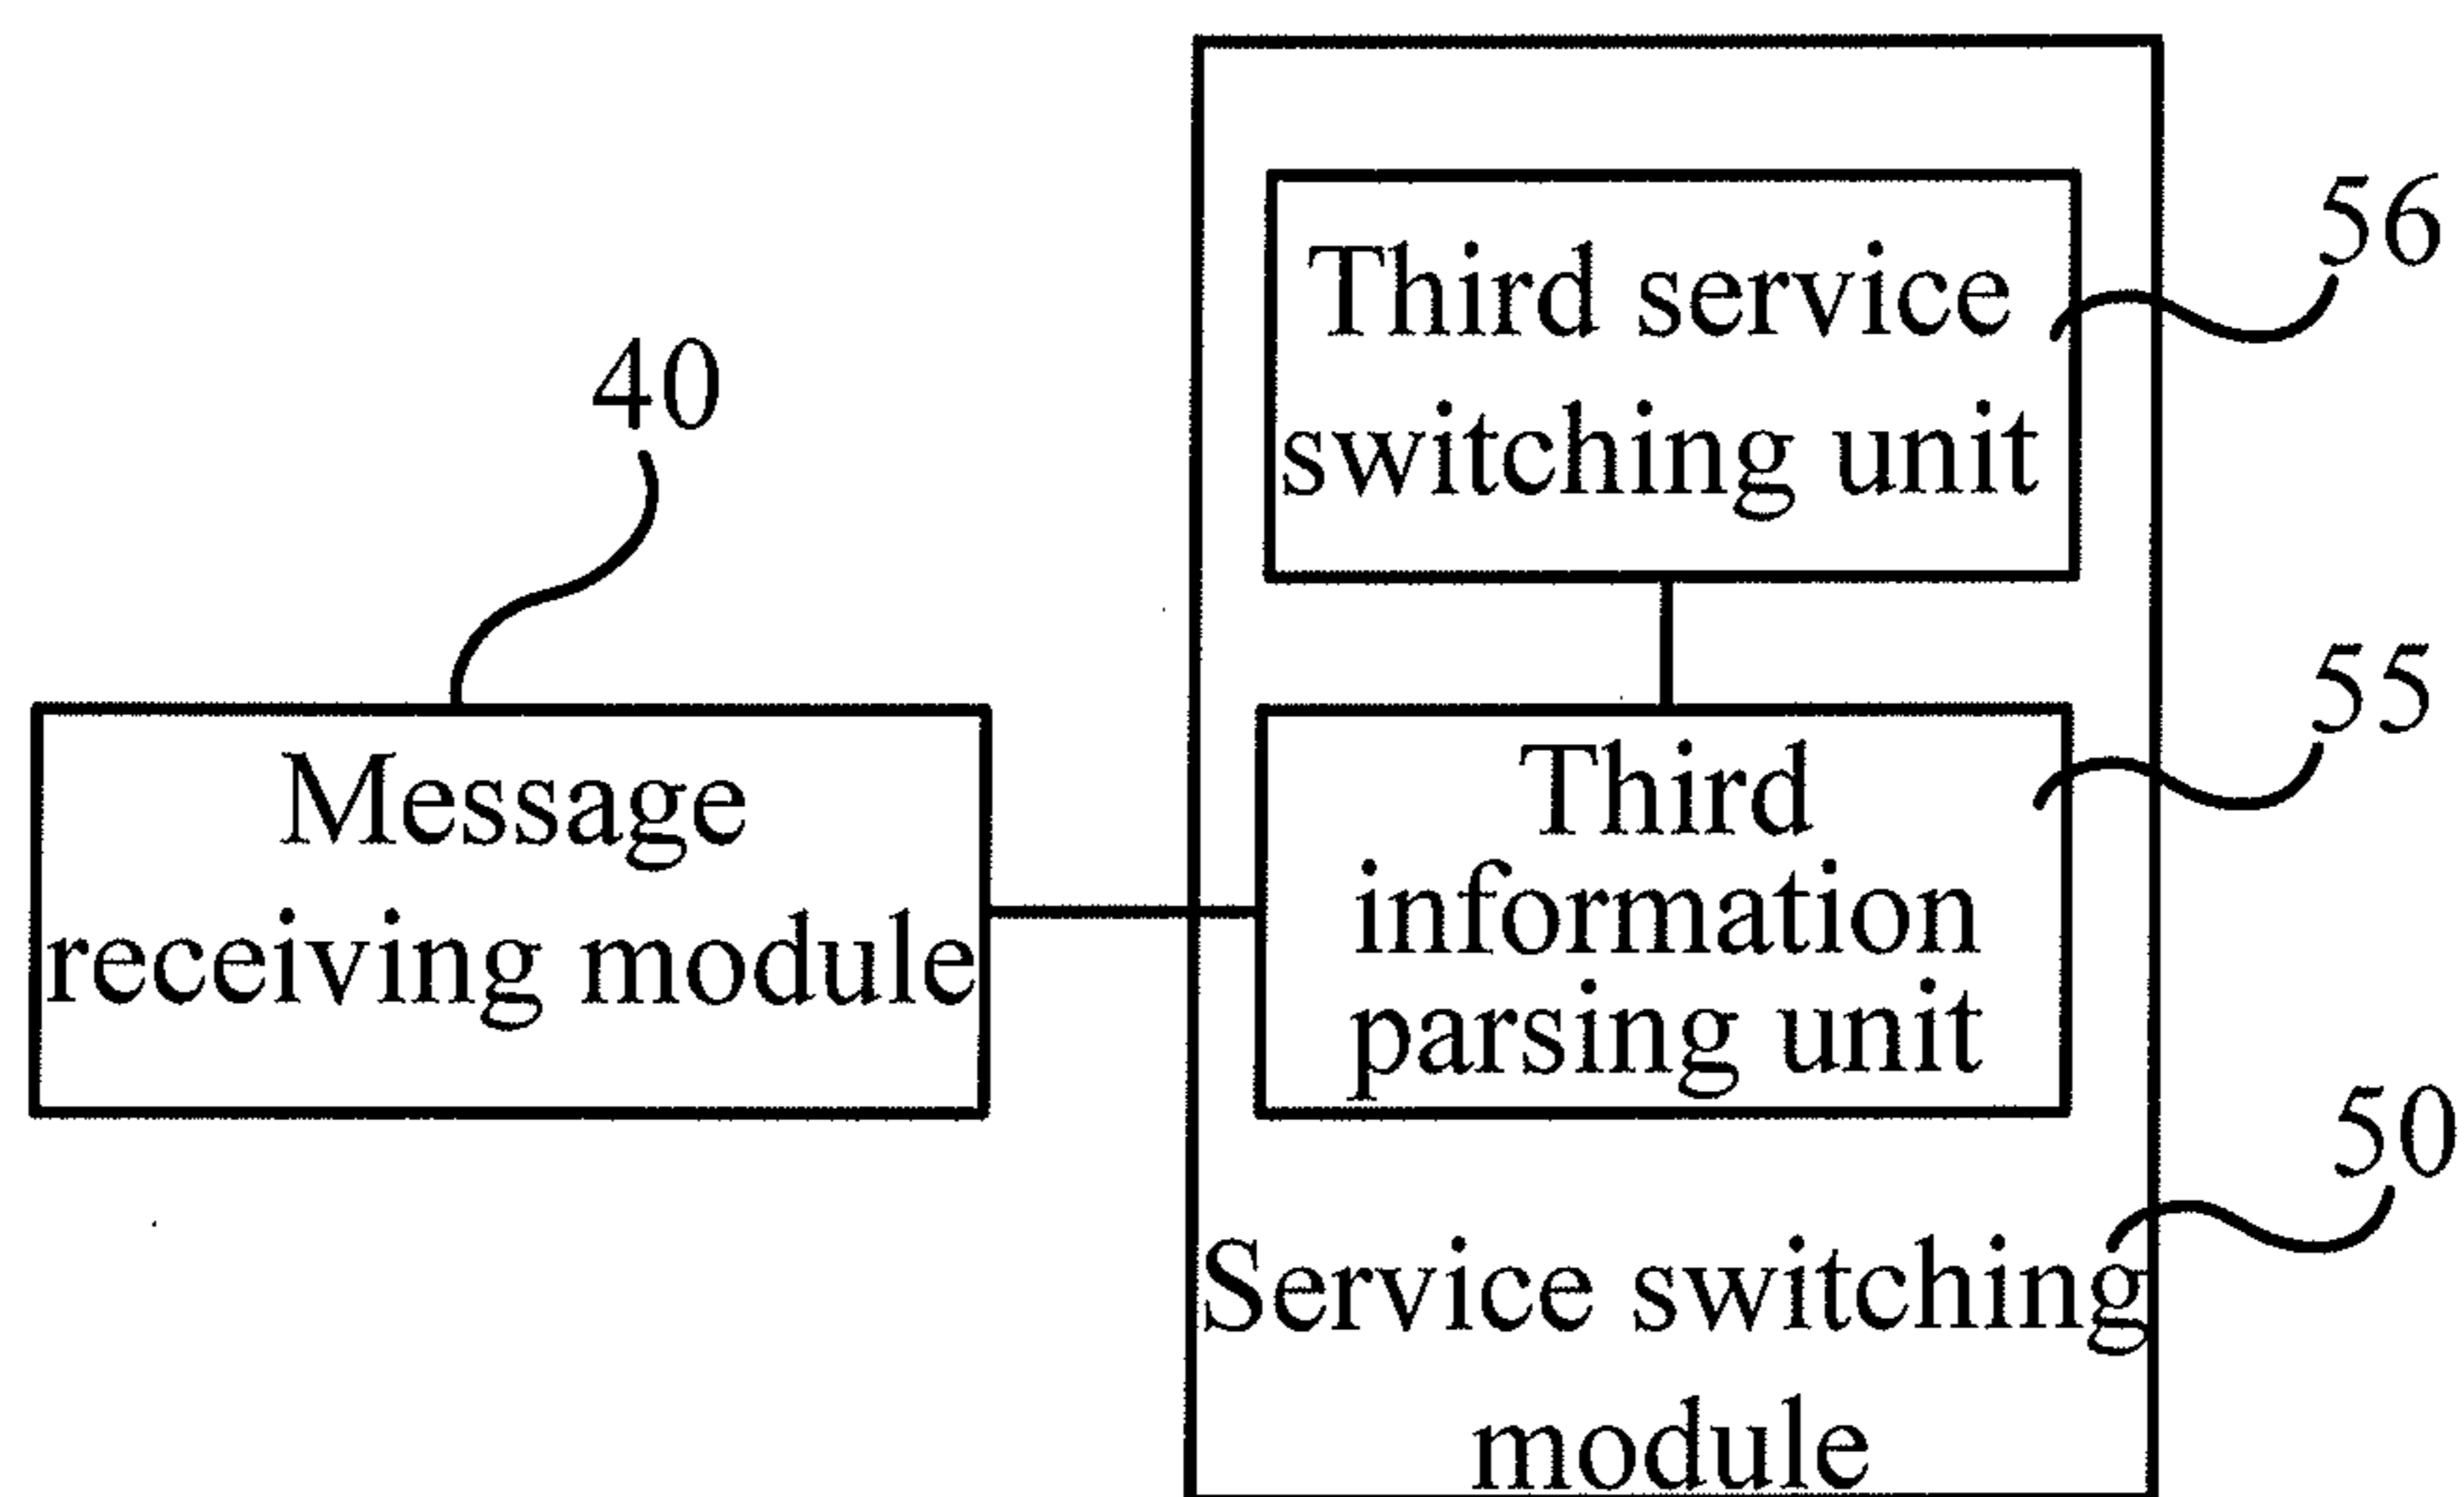 56
Third service
switching unit
40
55
Message
receiving module
Third
information
parsing unit
50
Service switching
module